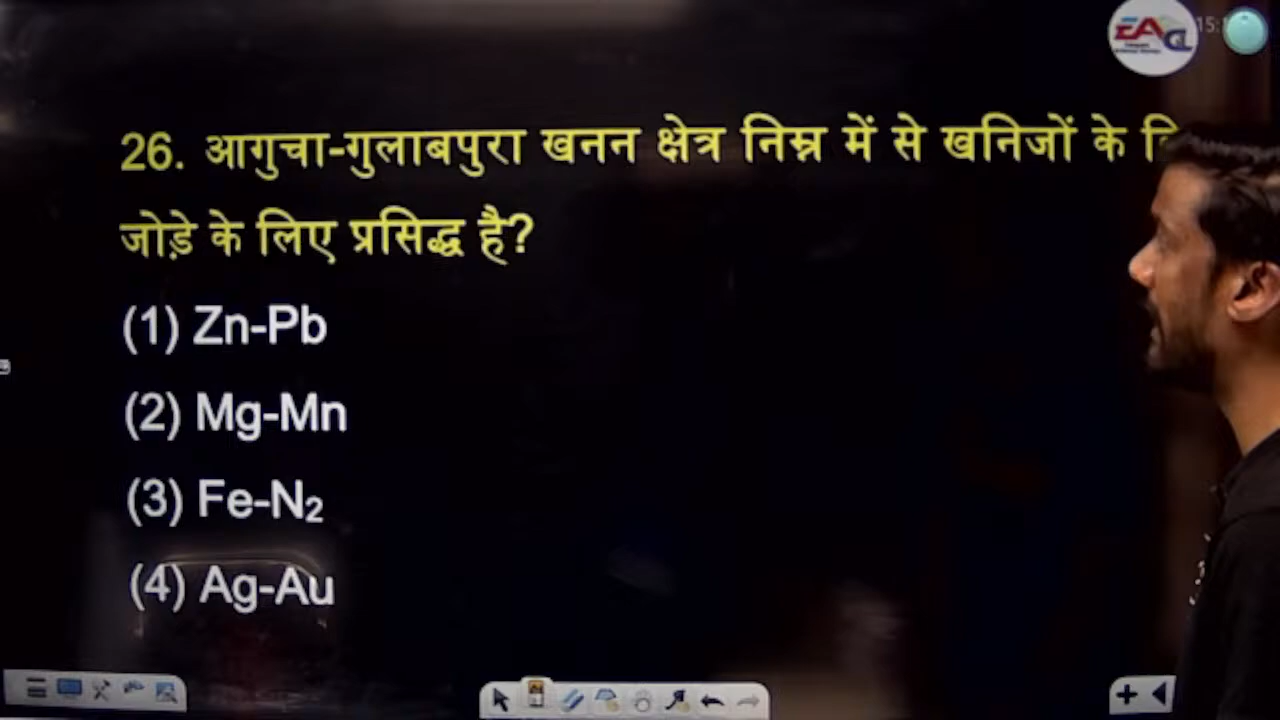 26. आगुचा-गुलाबपुरा खनन क्षेत्र निम्न में से खनिजों के
जोड़े के लिए प्रसिद्ध है?
(1) Zn-Pb
(2) Mg-Mn
(3) Fe-N₂
(4) Ag-Au